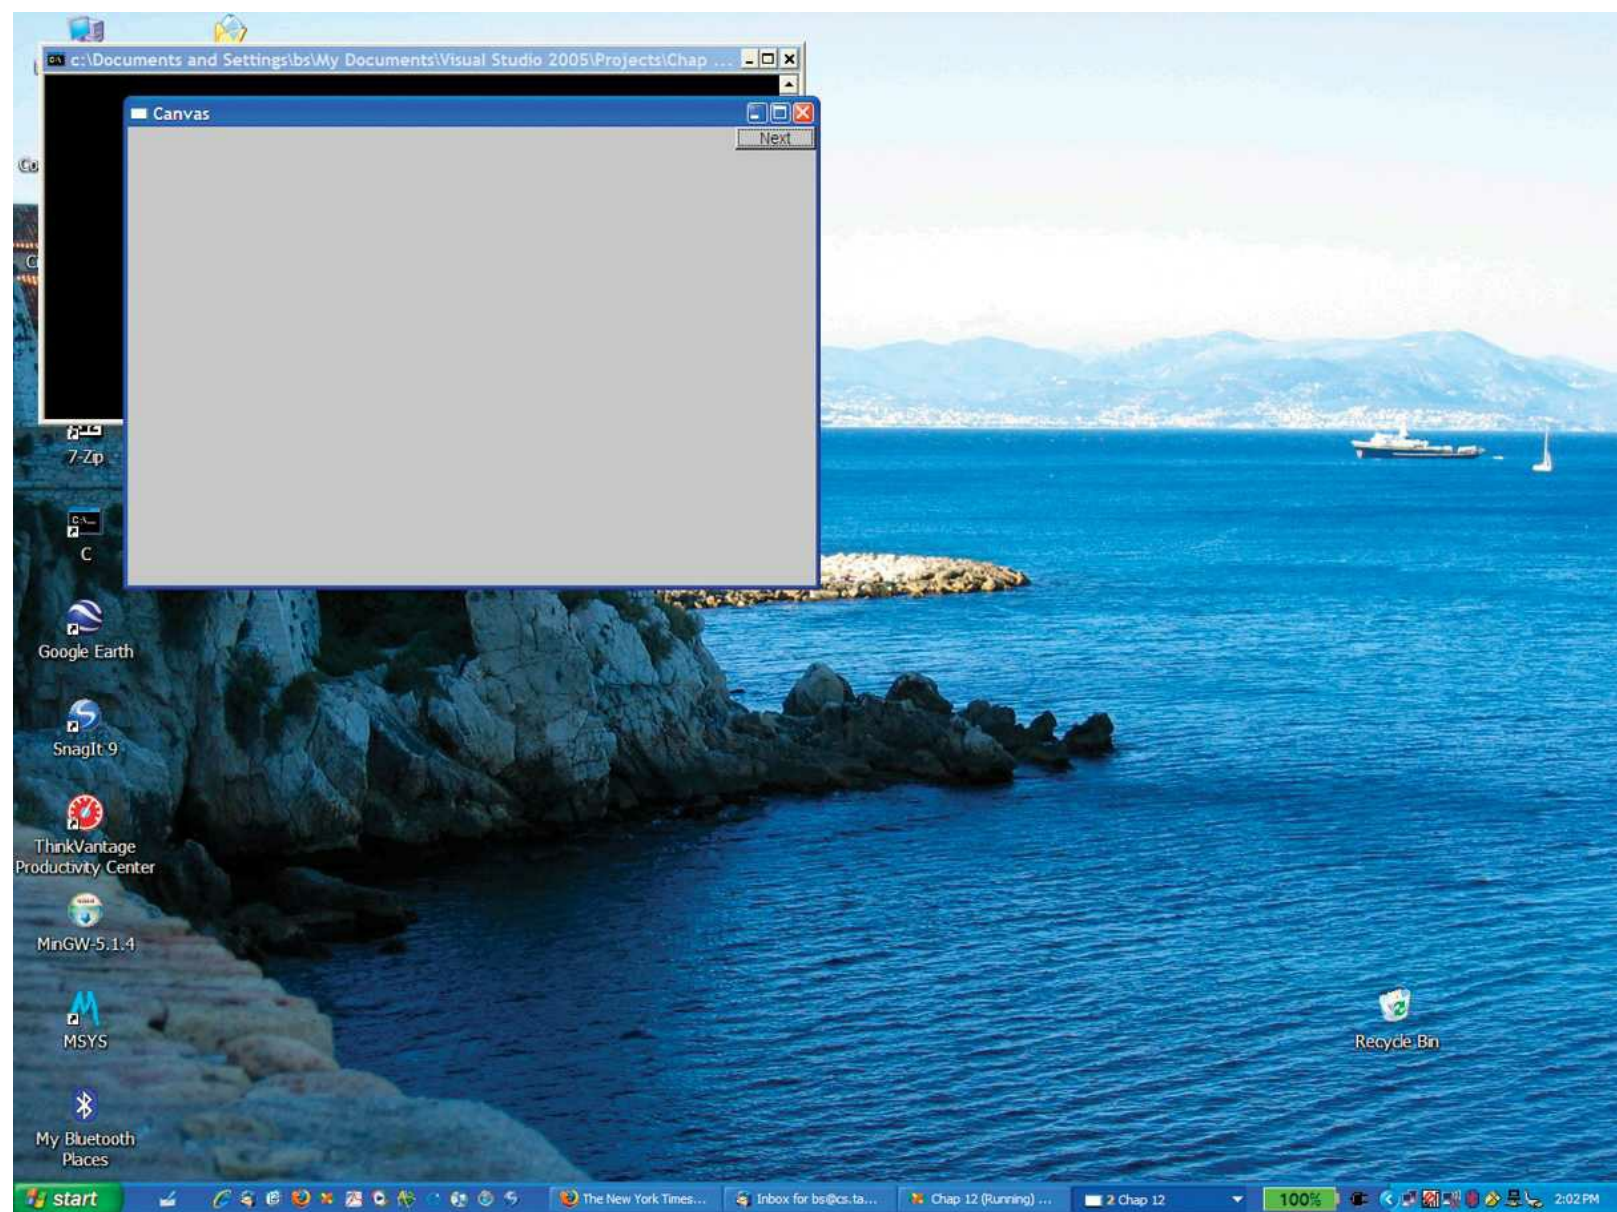 c:\Documents and Settings\bs\My Documents\Visual Studio 2005\Projects\Chap ...
Canvas
Next
Co
7-Zip
C:\_
C
Google Earth
SnagIt 9
ThinkVantage
Productivity Center
MinGW-5.1.4
MSYS
Recycle Bin
My Bluetooth
Places
start
The New York Times...
Inbox for bs@cs.ta...
Chap 12 (Running) ...
2 Chap 12
100%
2:02 PM